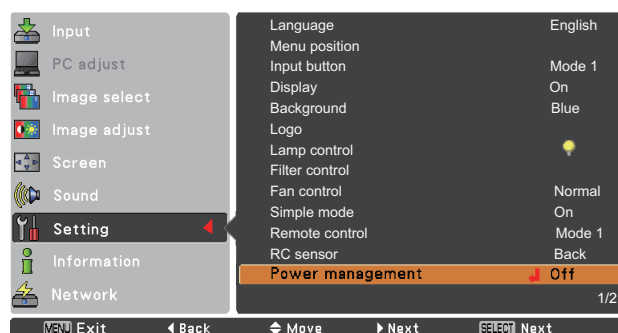 Input
PC adjust
Image select
Image adjust
Screen
Sound
Setting
Information
Network
Language English
Menu position
Input button Mode 1
Display On
Background Blue
Logo
Lamp control
Filter control
Fan control Normal
Simple mode On
Remote control Mode 1
RC sensor Back
Power management Off
1/2
MENU Exit Back Move Next SELECT Next